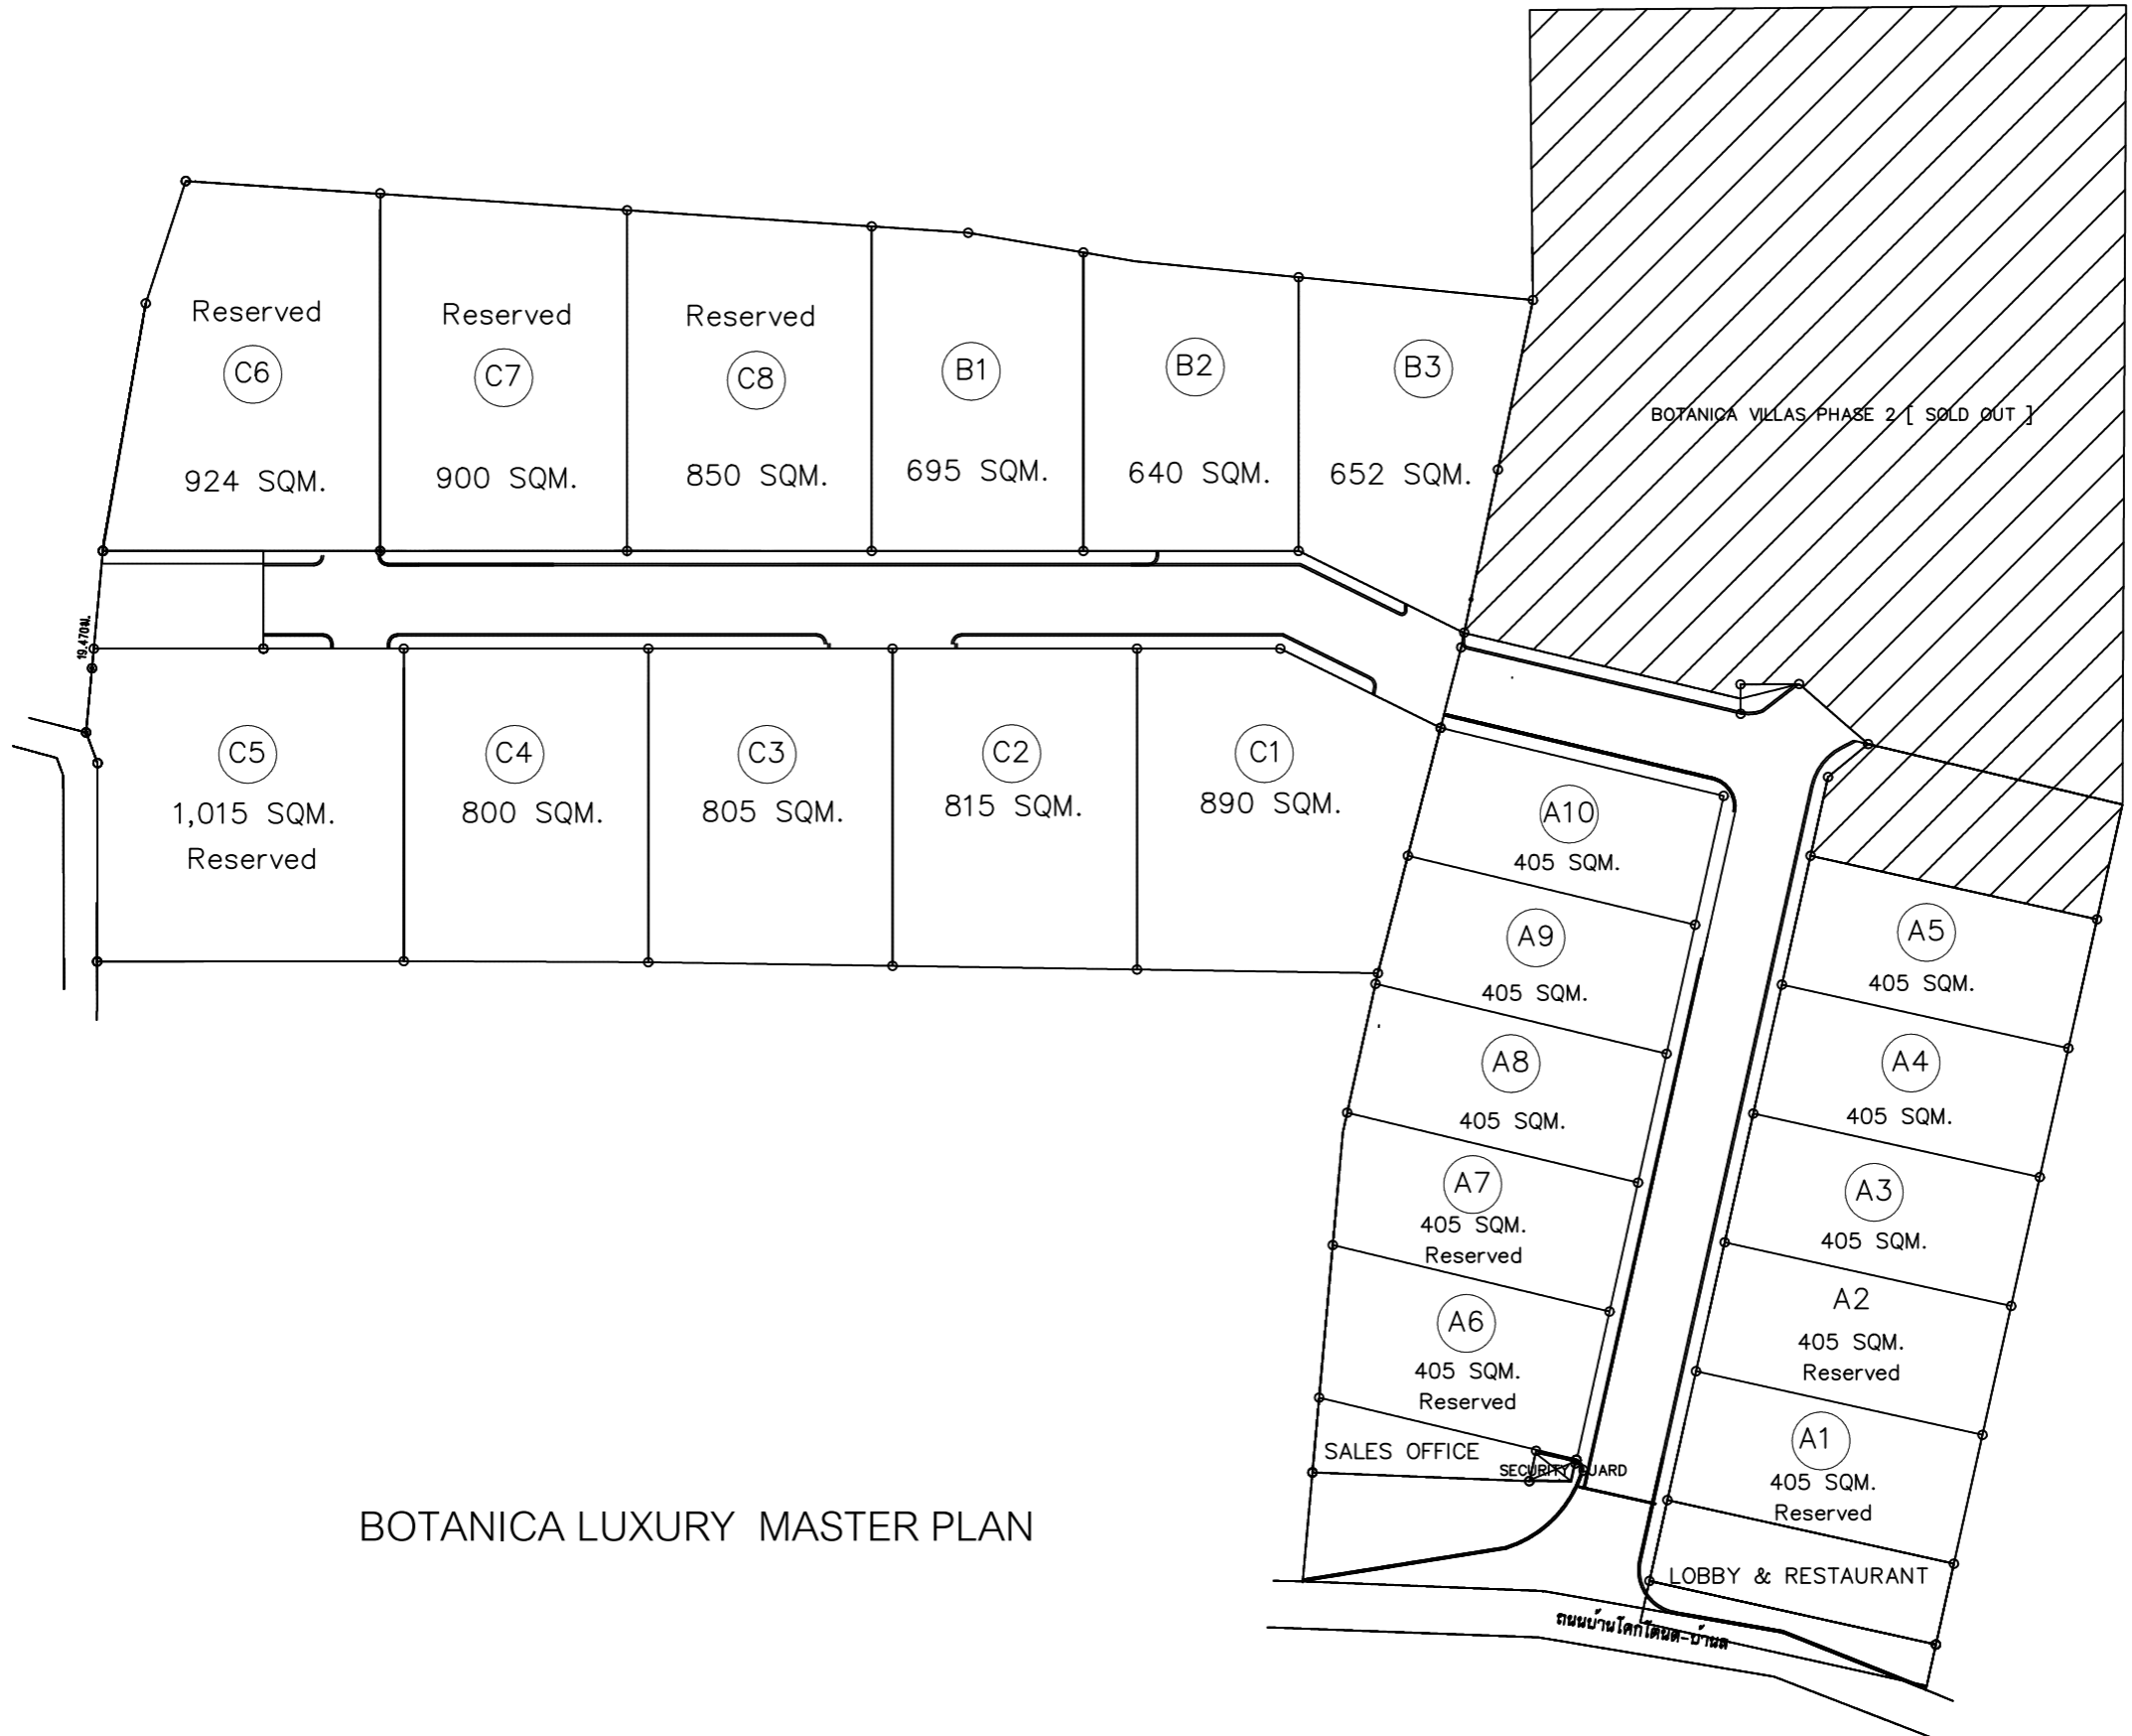 Reserved
C6
924 SQM.
Reserved
C7
900 SQM.
Reserved
C8
850 SQM.
B1
695 SQM.
B2
640 SQM.
B3
652 SQM.
BOTANICA VILLAS PHASE 2 [ SOLD OUT ]
C5
1,015 SQM.
Reserved
C4
800 SQM.
C3
805 SQM.
C2
815 SQM.
C1
890 SQM.
A10
405 SQM.
A9
405 SQM.
A8
405 SQM.
A7
405 SQM.
Reserved
A6
405 SQM.
Reserved
SALES OFFICE
SECURITY GUARD
A5
405 SQM.
A4
405 SQM.
A3
405 SQM.
A2
405 SQM.
Reserved
A1
405 SQM.
Reserved
LOBBY & RESTAURANT
BOTANICA LUXURY MASTER PLAN